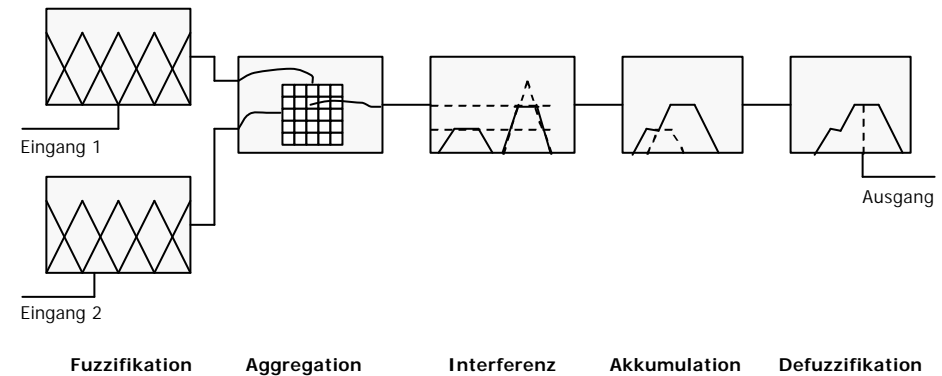 Eingang 1
Ausgang
Eingang 2
Fuzzifikation Aggregation Interferenz Akkumulation Defuzzifikation